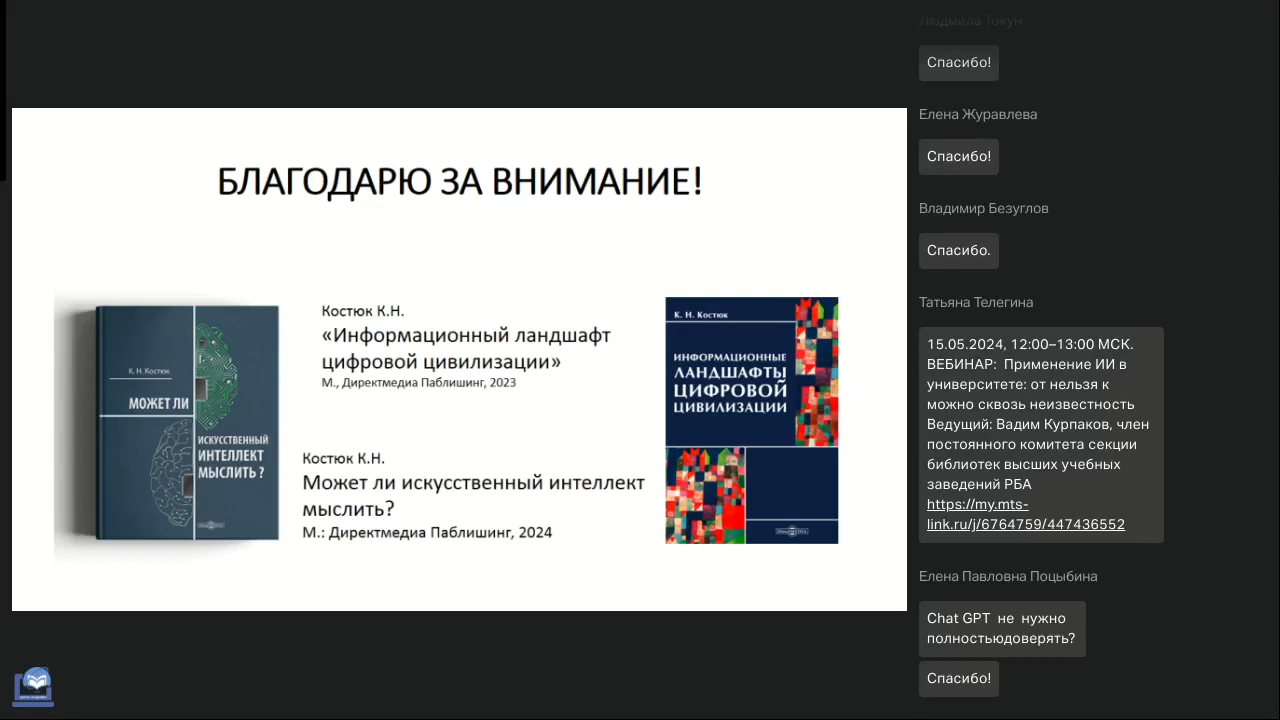 БЛАГОДАРЮ ЗА ВНИМАНИЕ!
К. Н. Костюк
МОЖЕТ ЛИ
ИСКУССТВЕННЫЙ
ИНТЕЛЛЕКТ
МЫСЛИТЬ ?
Костюк К.Н.
«Информационный ландшафт
цифровой цивилизации»
М., Директмедиа Паблишинг, 2023
Костюк К.Н.
Может ли искусственный интеллект
мыслить?
М.: Директмедиа Паблишинг, 2024
К. Н. Костюк
ИНФОРМАЦИОННЫЕ
ЛАНДШАФТЫ
ЦИФРОВОЙ
ЦИВИЛИЗАЦИИ
Людмила Токун
Спасибо!
Елена Журавлева
Спасибо!
Владимир Безуглов
Спасибо.
Татьяна Телегина
15.05.2024, 12:00–13:00 МСК.
ВЕБИНАР: Применение ИИ в
университете: от нельзя к
можно сквозь неизвестность
Ведущий: Вадим Курпаков, член
постоянного комитета секции
библиотек высших учебных
заведений РБА
https://my.mts-
link.ru/j/6764759/447436552
Елена Павловна Поцыбина
Chat GPT не нужно
полностьюдоверять?
Спасибо!